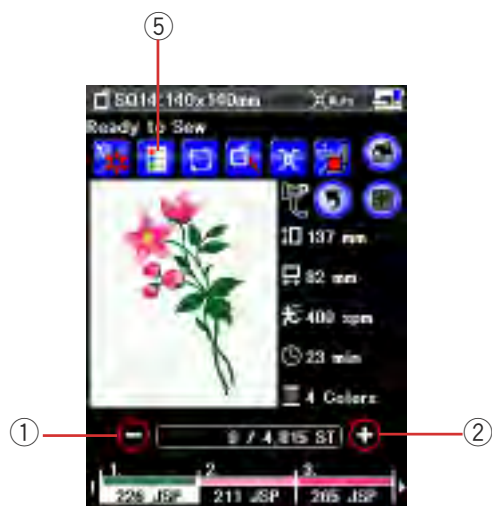 ⑤
SQ14:140x140mm Auto
Ready to Sew
137 mm
82 mm
400 spm
23 min
4 Colors
① ②
0 / 4,815 ST
1. 2. 3.
226 JSP 211 JSP 265 JSP